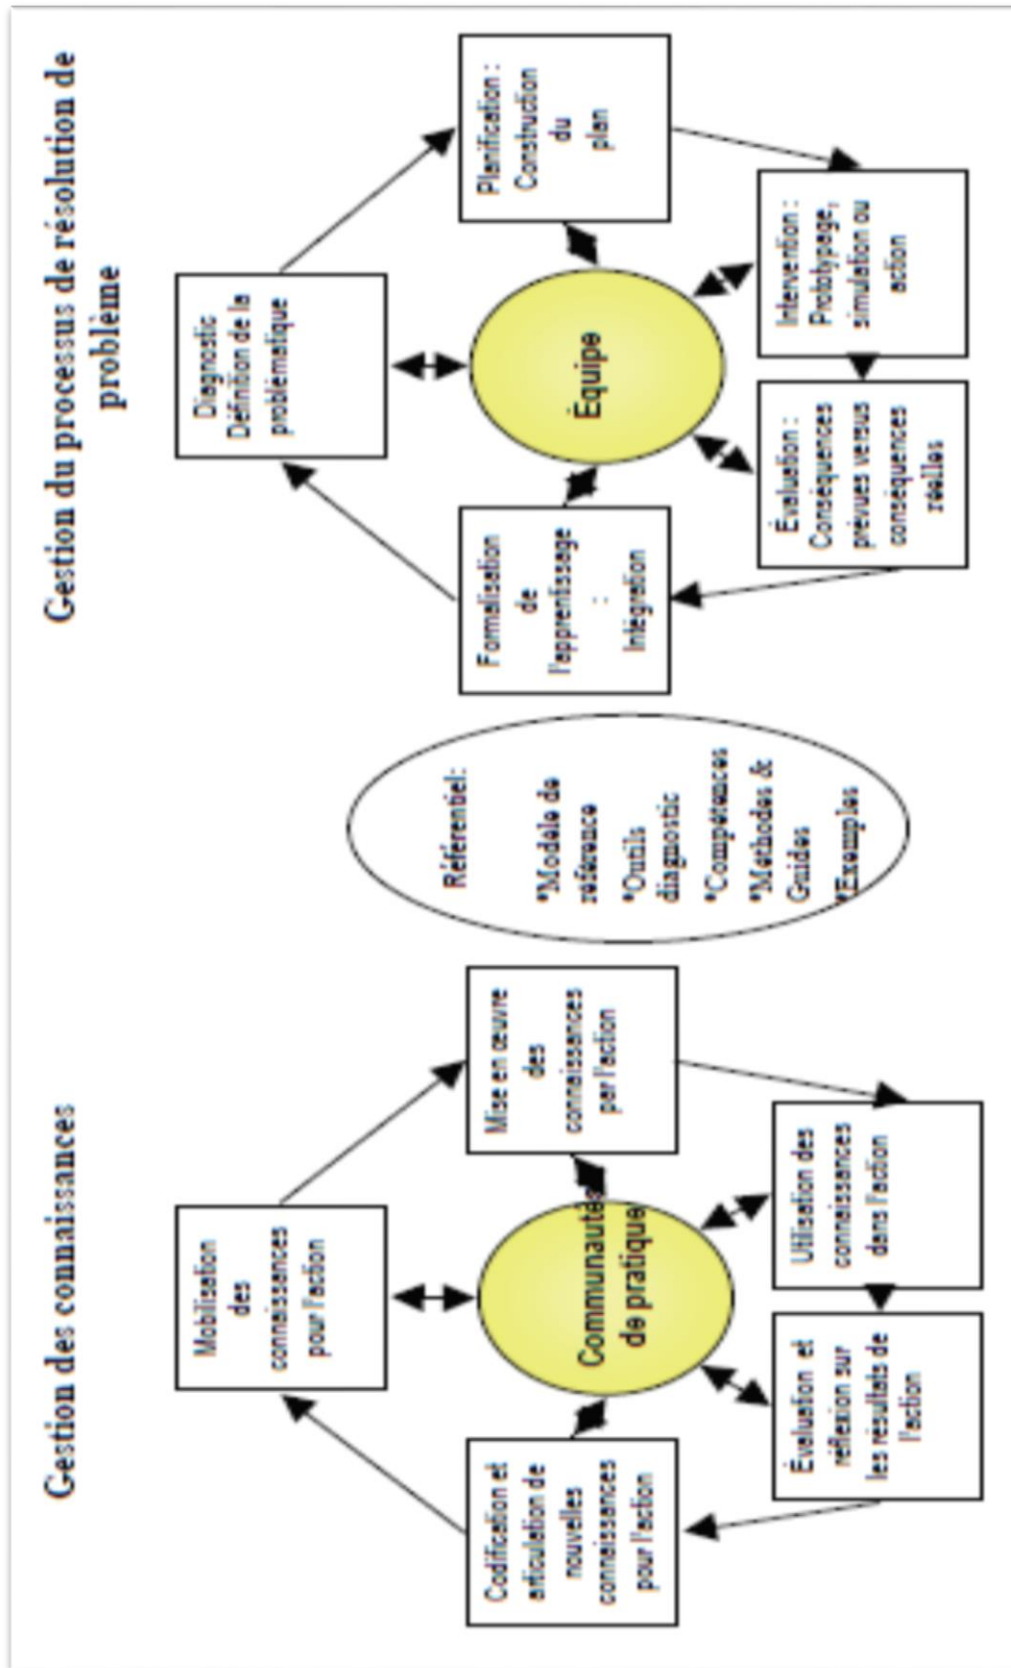 Gestion des connaissances
Mobilisation
des
connaissances
pour l'action
Mise en œuvre
des
connaissances
par l'action
Utilisation des
connaissances
dans l'action
Évaluation et
réflexion sur
les résultats de
l'action
Codification et
articulation de
nouvelles
connaissances
pour l'action
Communautés
de pratique
Référentiel:
*Modèle de
référence
*Outils
diagnostic
*Compétences
*Méthodes &
Guides
*Exemples
Gestion du processus de résolution de
problème
Diagnostic
Définition de la
problématique
Planification :
Construction
du
plan
Intervention :
Prototypage,
simulation ou
action
Évaluation :
Conséquences
prévues versus
conséquences
réelles
Formalisation
de
l'apprentissage
:
Intégration
Équipe